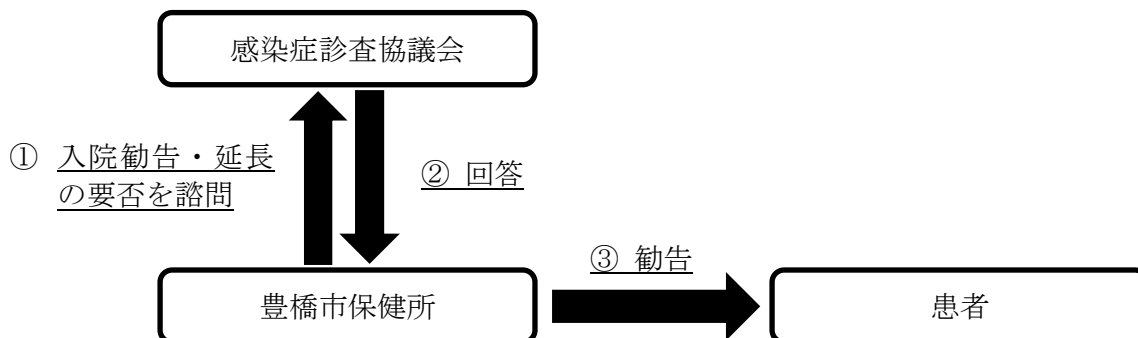 感染症診査協議会
① 入院勧告・延長
の要否を諮問
② 回答
③ 勧告
豊橋市保健所
患者